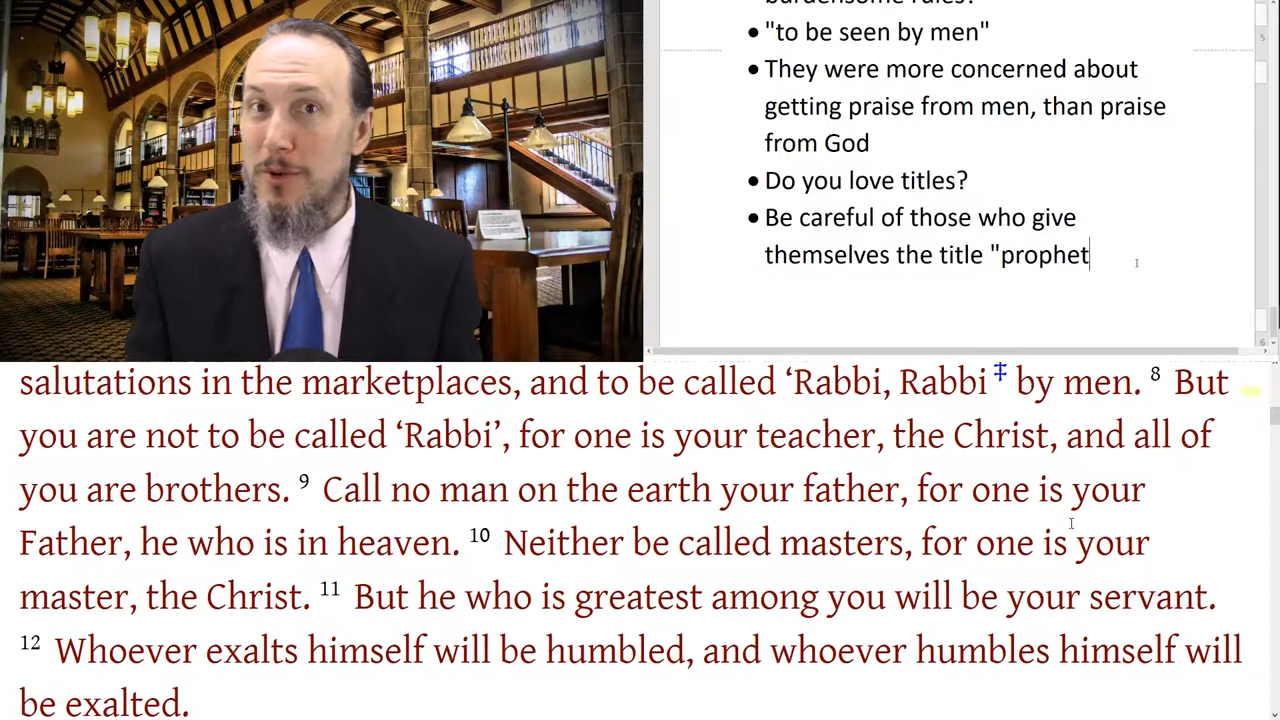 burdensome rules?
• "to be seen by men"
• They were more concerned about
getting praise from men, than praise
from God
• Do you love titles?
• Be careful of those who give
themselves the title "prophet
salutations in the marketplaces, and to be called ‘Rabbi, Rabbi‡ by men. 8 But
you are not to be called ‘Rabbi’, for one is your teacher, the Christ, and all of
you are brothers. 9 Call no man on the earth your father, for one is your
Father, he who is in heaven. 10 Neither be called masters, for one is your
master, the Christ. 11 But he who is greatest among you will be your servant.
12 Whoever exalts himself will be humbled, and whoever humbles himself will
be exalted.